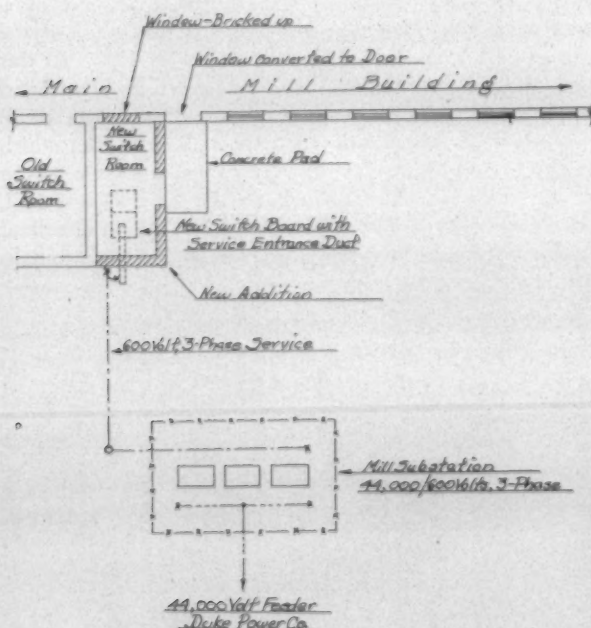 Window-Bricked up
Window Converted to Door
Main Mill Building
New
Switch
Room
Old
Switch
Room
Concrete Pad
New Switch Board with
Service Entrance Duct
New Addition
600 Volt, 3-Phase Service
Mill Substation
44,000/600 Volts, 3-Phase
44,000 Volt Feeder
Duke Power Co.